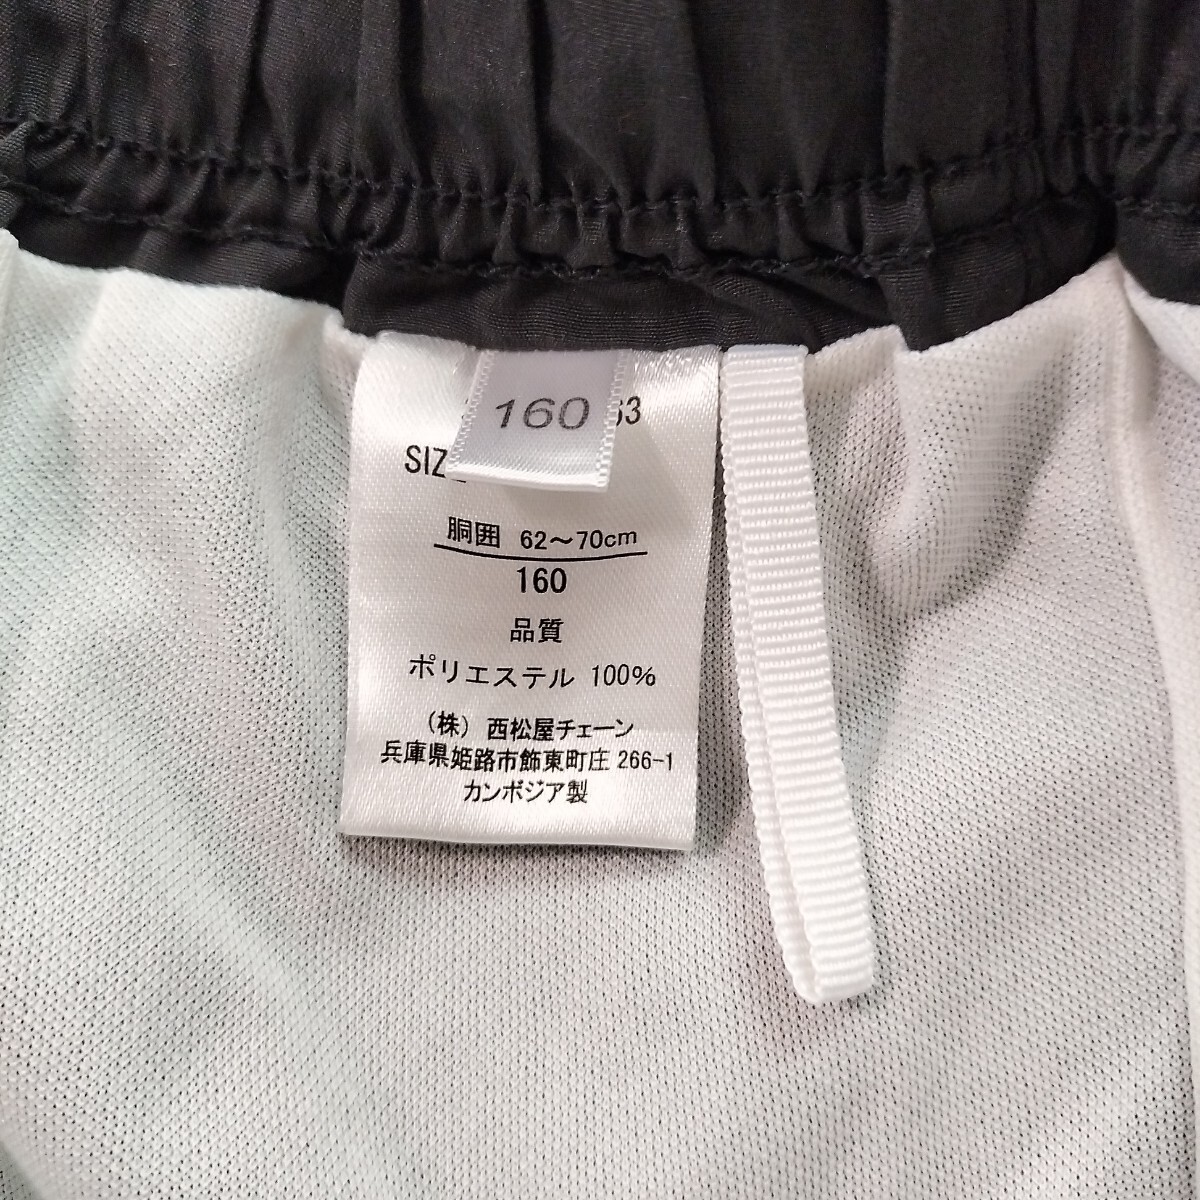 160
SIZ
胴囲 62～70cm
160
品質
ポリエステル 100%
(株) 西松屋チェーン
兵庫県姫路市飾東町庄 266-1
カンボジア製